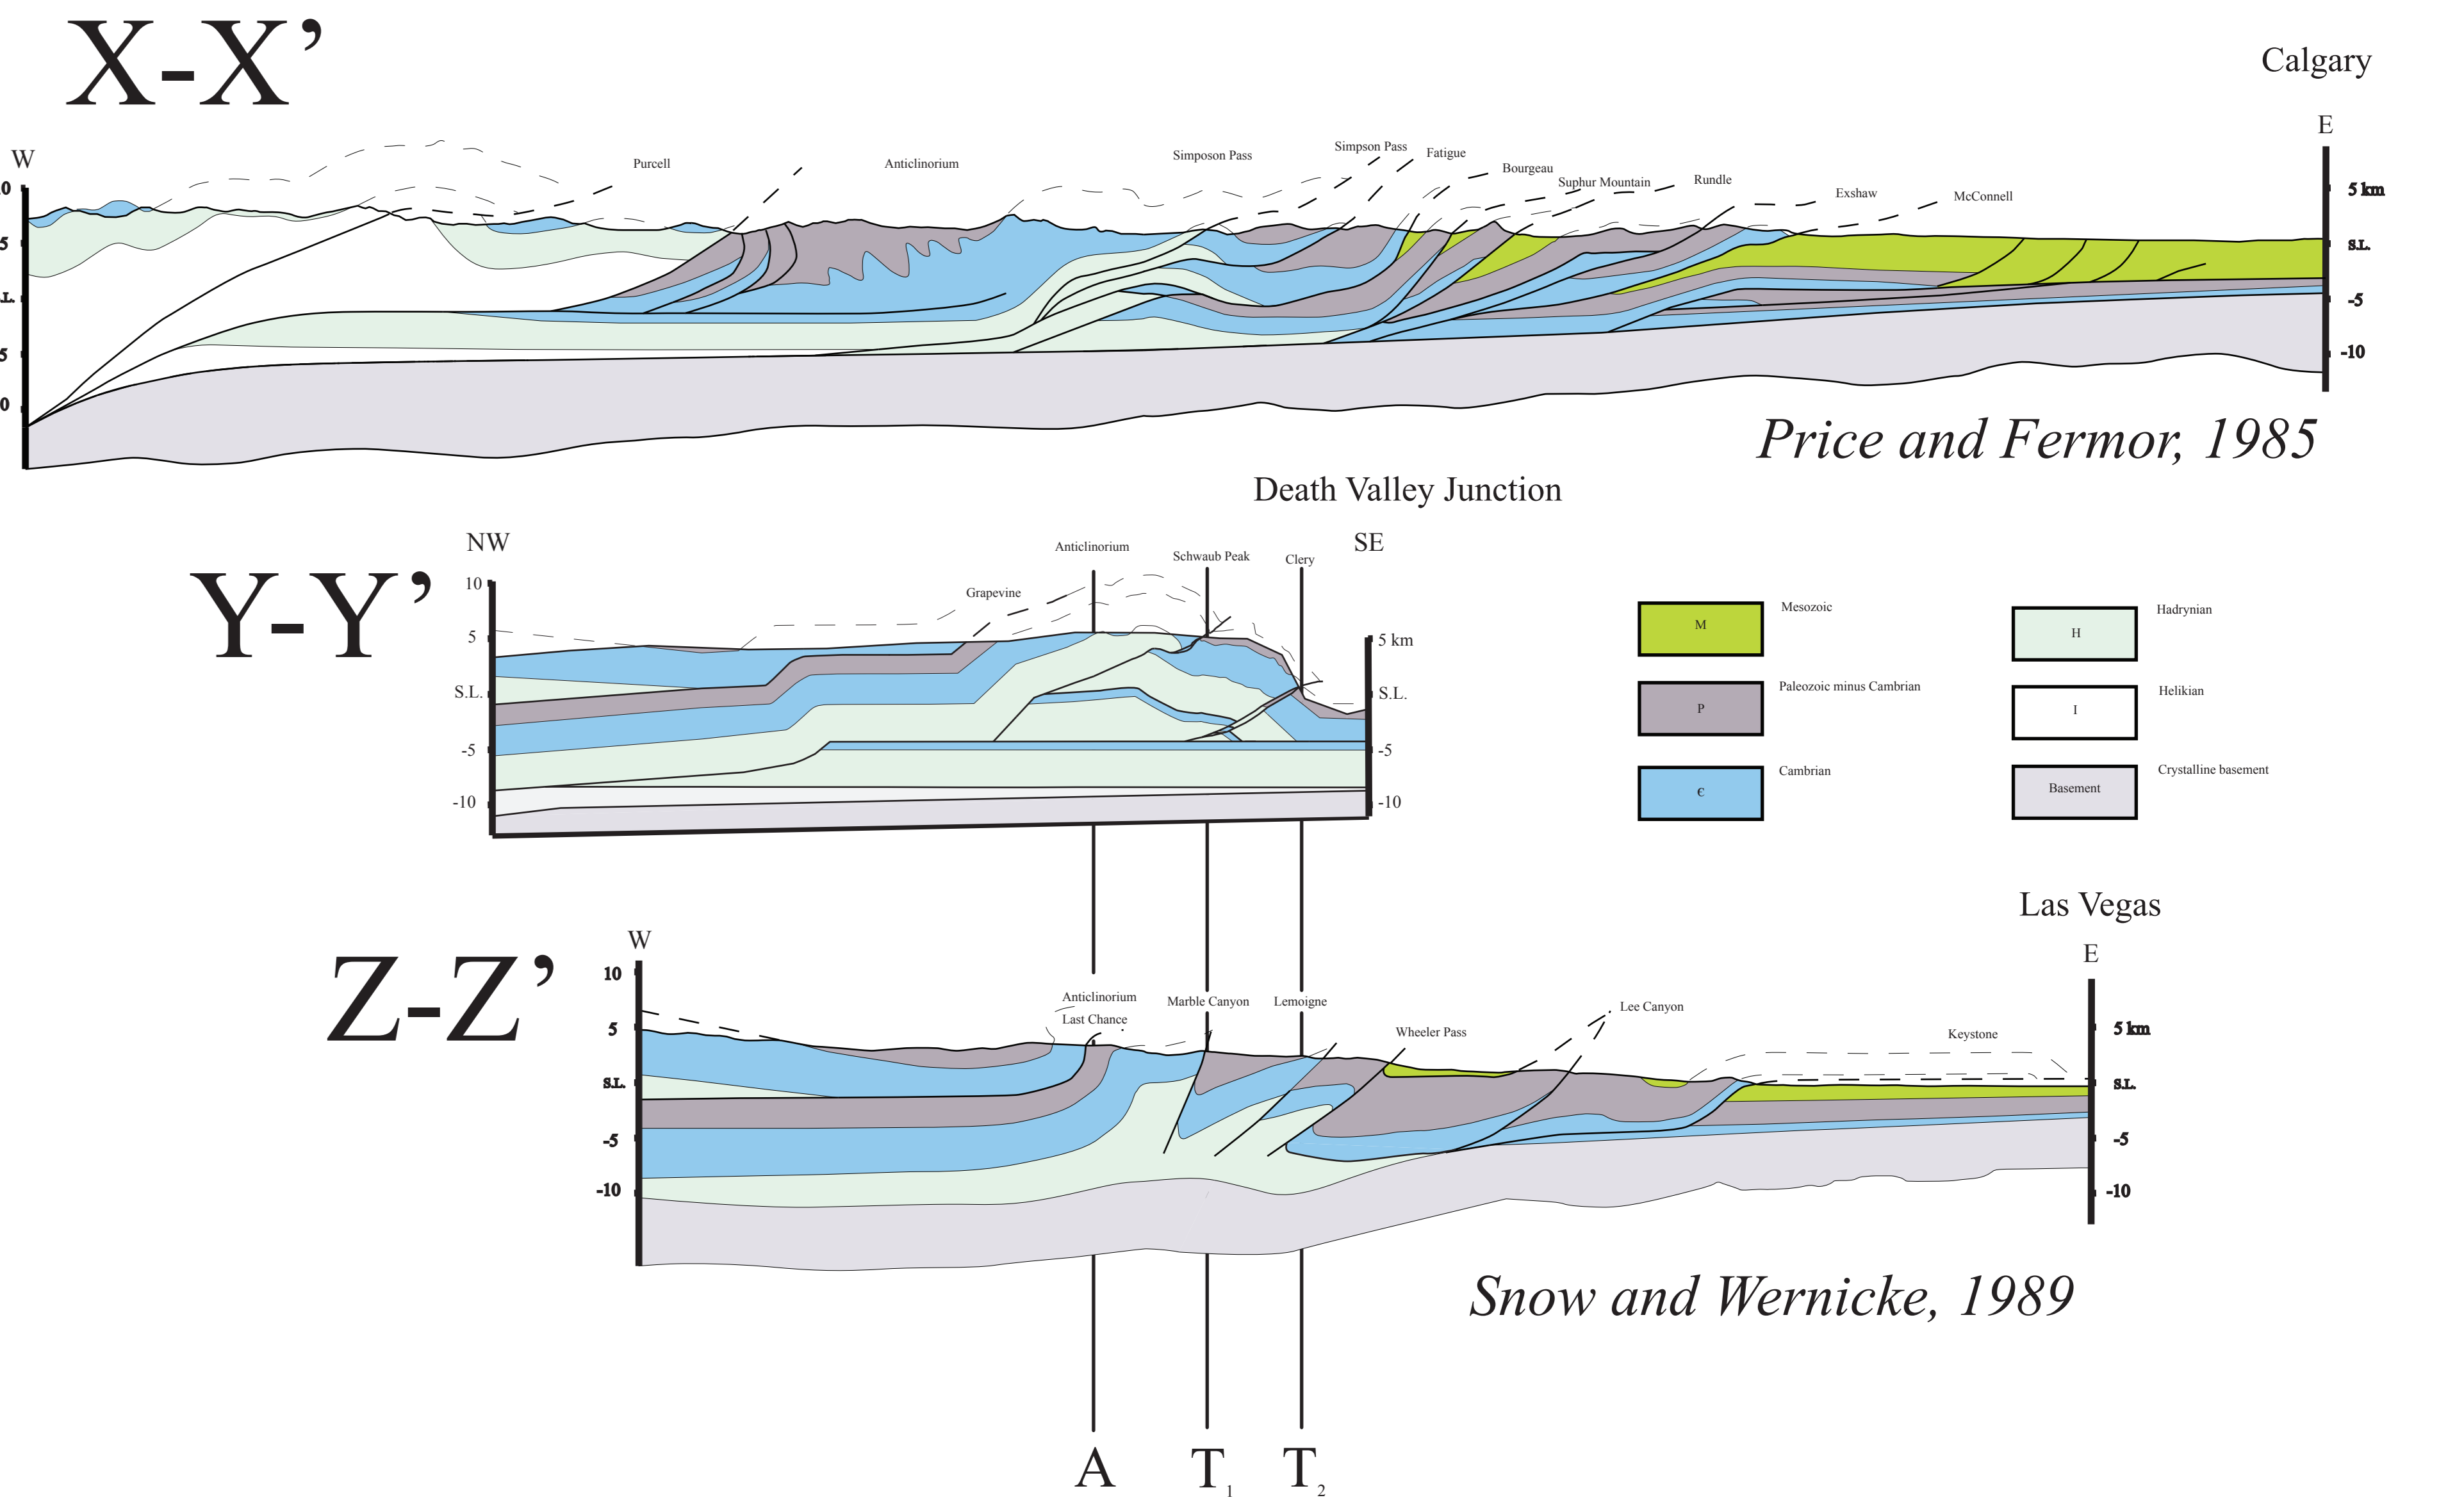 X-X’
Calgary
W
E
Purcell
Anticlinorium
Simposon Pass
Simpson Pass
Fatigue
Bourgeau
Suphur Mountain
Rundle
Exshaw
McConnell
0
5
.L.
5
0
5 km
S.L.
-5
-10
Price and Fermor, 1985
Death Valley Junction
Y-Y’
NW
SE
Anticlinorium
Schwaub Peak
Clery
Grapevine
10
5
S.L.
-5
-10
5 km
S.L.
-5
-10
M
Mesozoic
H
Hadrynian
P
Paleozoic minus Cambrian
I
Helikian
€
Cambrian
Basement
Crystalline basement
Las Vegas
Z-Z’
W
E
10
5
S.L.
-5
-10
Anticlinorium
Last Chance
Marble Canyon
Lemoigne
Wheeler Pass
Lee Canyon
Keystone
5 km
S.L.
-5
-10
Snow and Wernicke, 1989
A
T1
T2